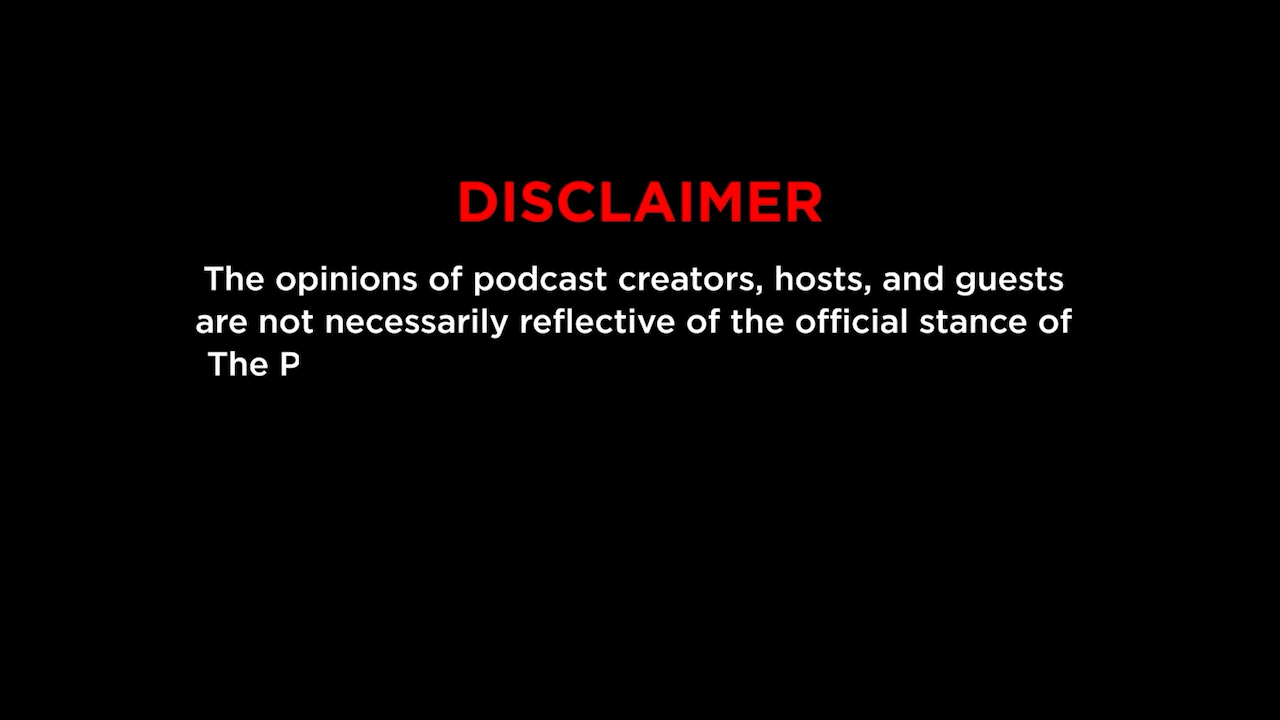 DISCLAIMER
The opinions of podcast creators, hosts, and guests
are not necessarily reflective of the official stance of
The P